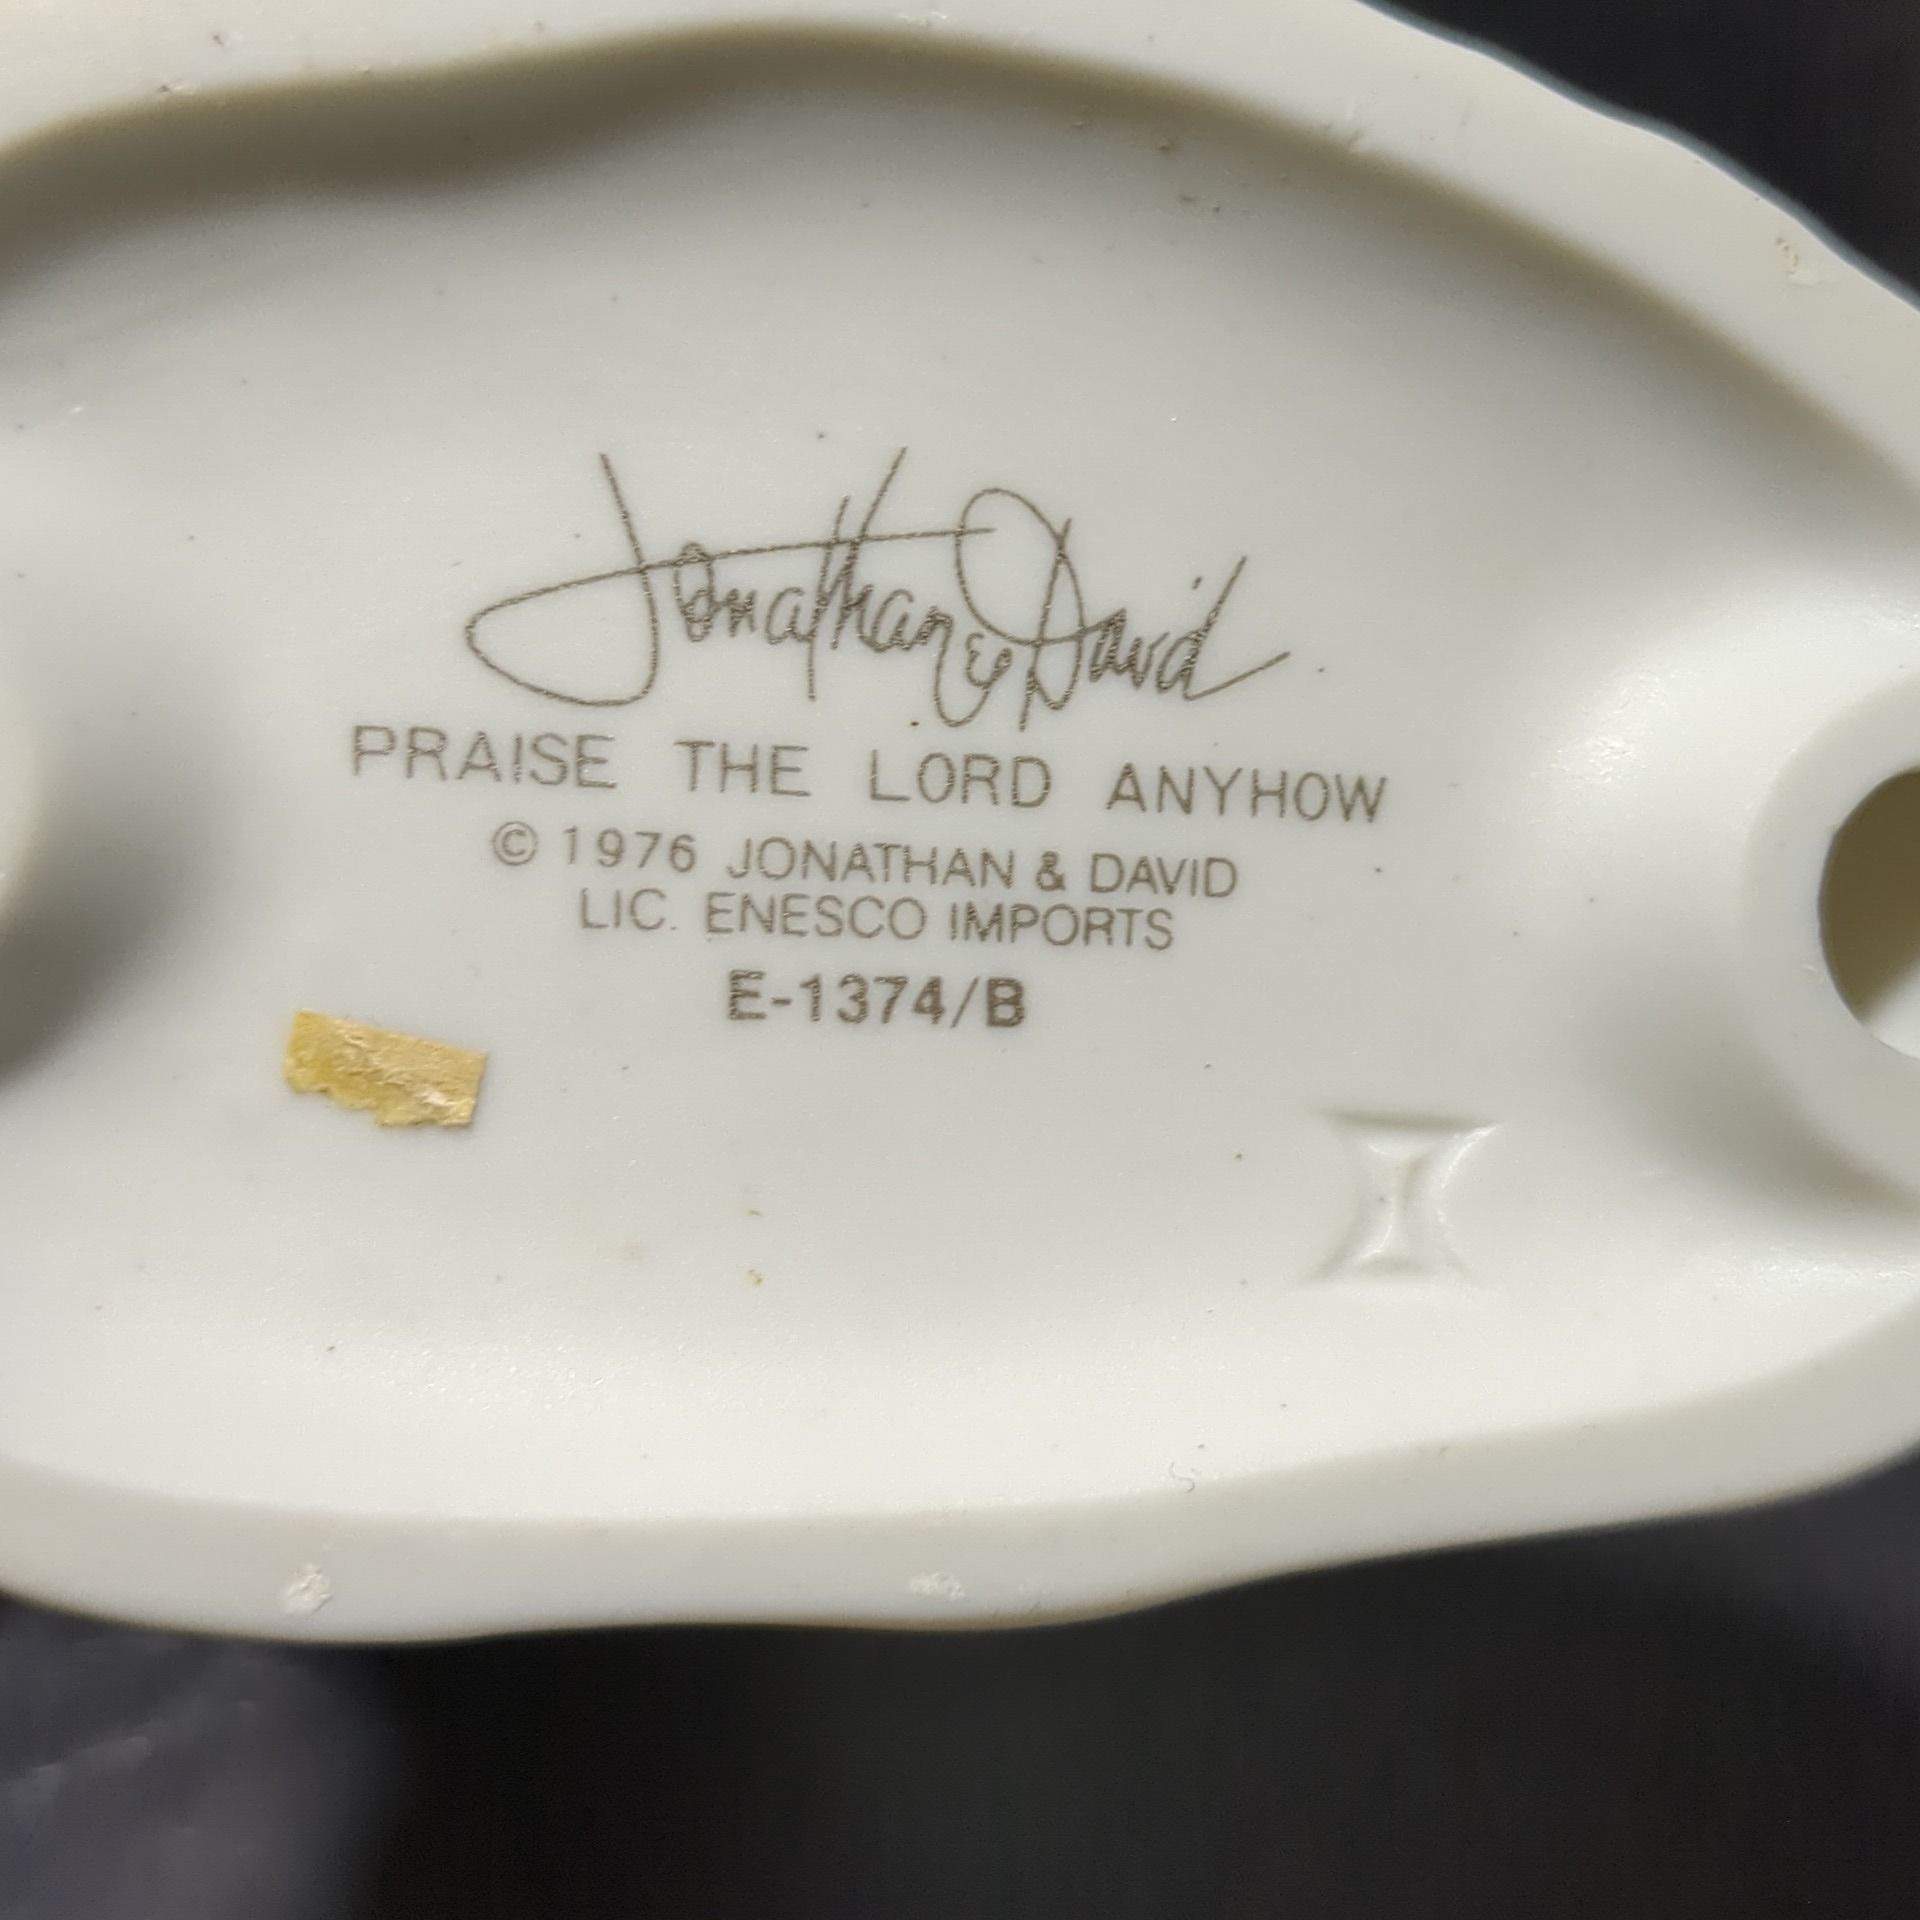 Jonathan & David
PRAISE THE LORD ANYHOW
© 1976 JONATHAN & DAVID
LIC. ENESCO IMPORTS
E-1374/B